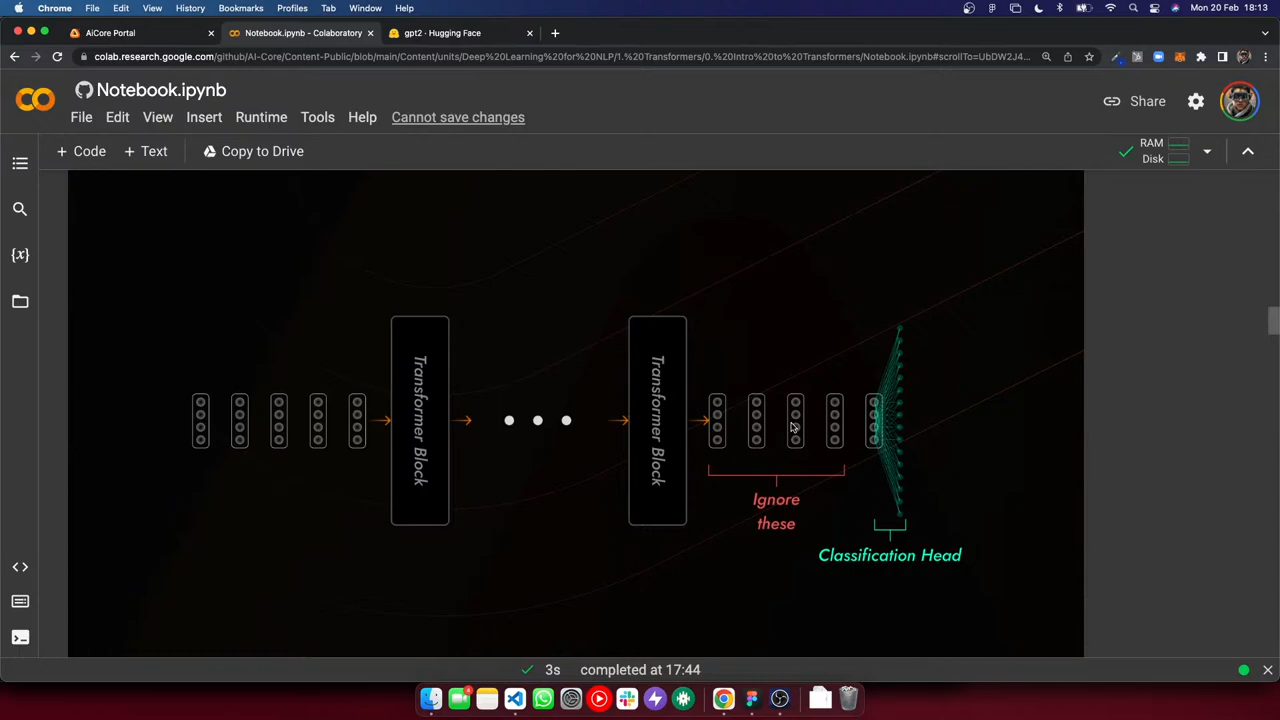 Chrome File Edit View History Bookmarks Profiles Tab Window Help Mon 20 Feb 18:13
AiCore Portal Notebook.ipynb - Colaboratory gpt2 · Hugging Face
colab.research.google.com/github/AI-Core/Content-Public/blob/main/Content/units/Deep%20Learning%20for%20NLP/1.%20Transformers/0.%20Intro%20to%20Transformers/Notebook.ipynb#scrollTo=UbDW2J4...
Notebook.ipynb
File Edit View Insert Runtime Tools Help Cannot save changes
Share
+ Code + Text Copy to Drive
RAM
Disk
{x}
Transformer Block
Transformer Block
Ignore
these
Classification Head
3s completed at 17:44
4